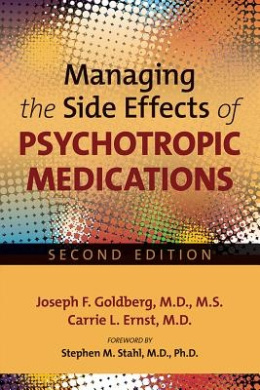 Managing
the Side Effects of
PSYCHOTROPIC
MEDICATIONS
SECOND EDITION
Joseph F. Goldberg, M.D., M.S.
Carrie L. Ernst, M.D.
FOREWORD BY
Stephen M. Stahl, M.D., Ph.D.